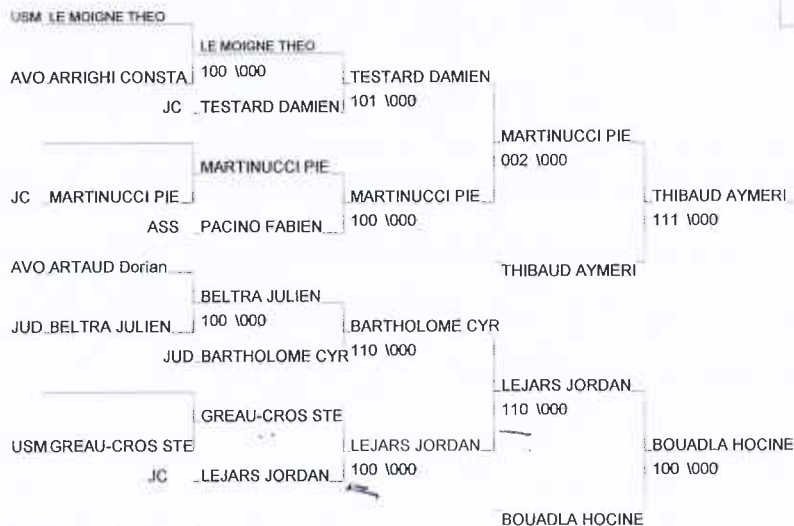 USM LE MOIGNE THEO
LE MOIGNE THEO
AVO ARRIGHI CONSTA 100 \000 TESTARD DAMIEN
JC TESTARD DAMIEN 101 \000
MARTINUCCI PIE
002 \000
MARTINUCCI PIE
JC MARTINUCCI PIE MARTINUCCI PIE THIBAUD AYMERI
ASS PACINO FABIEN 100 \000 111 \000
AVO ARTAUD Dorian THIBAUD AYMERI
BELTRA JULIEN
JUD BELTRA JULIEN 100 \000 BARTHOLOME CYR
JUD BARTHOLOME CYR 110 \000
LEJARS JORDAN
110 \000
GREAU-CROS STE
USM GREAU-CROS STE LEJARS JORDAN BOUADLA HOCINE
JC LEJARS JORDAN 100 \000 100 \000
BOUADLA HOCINE